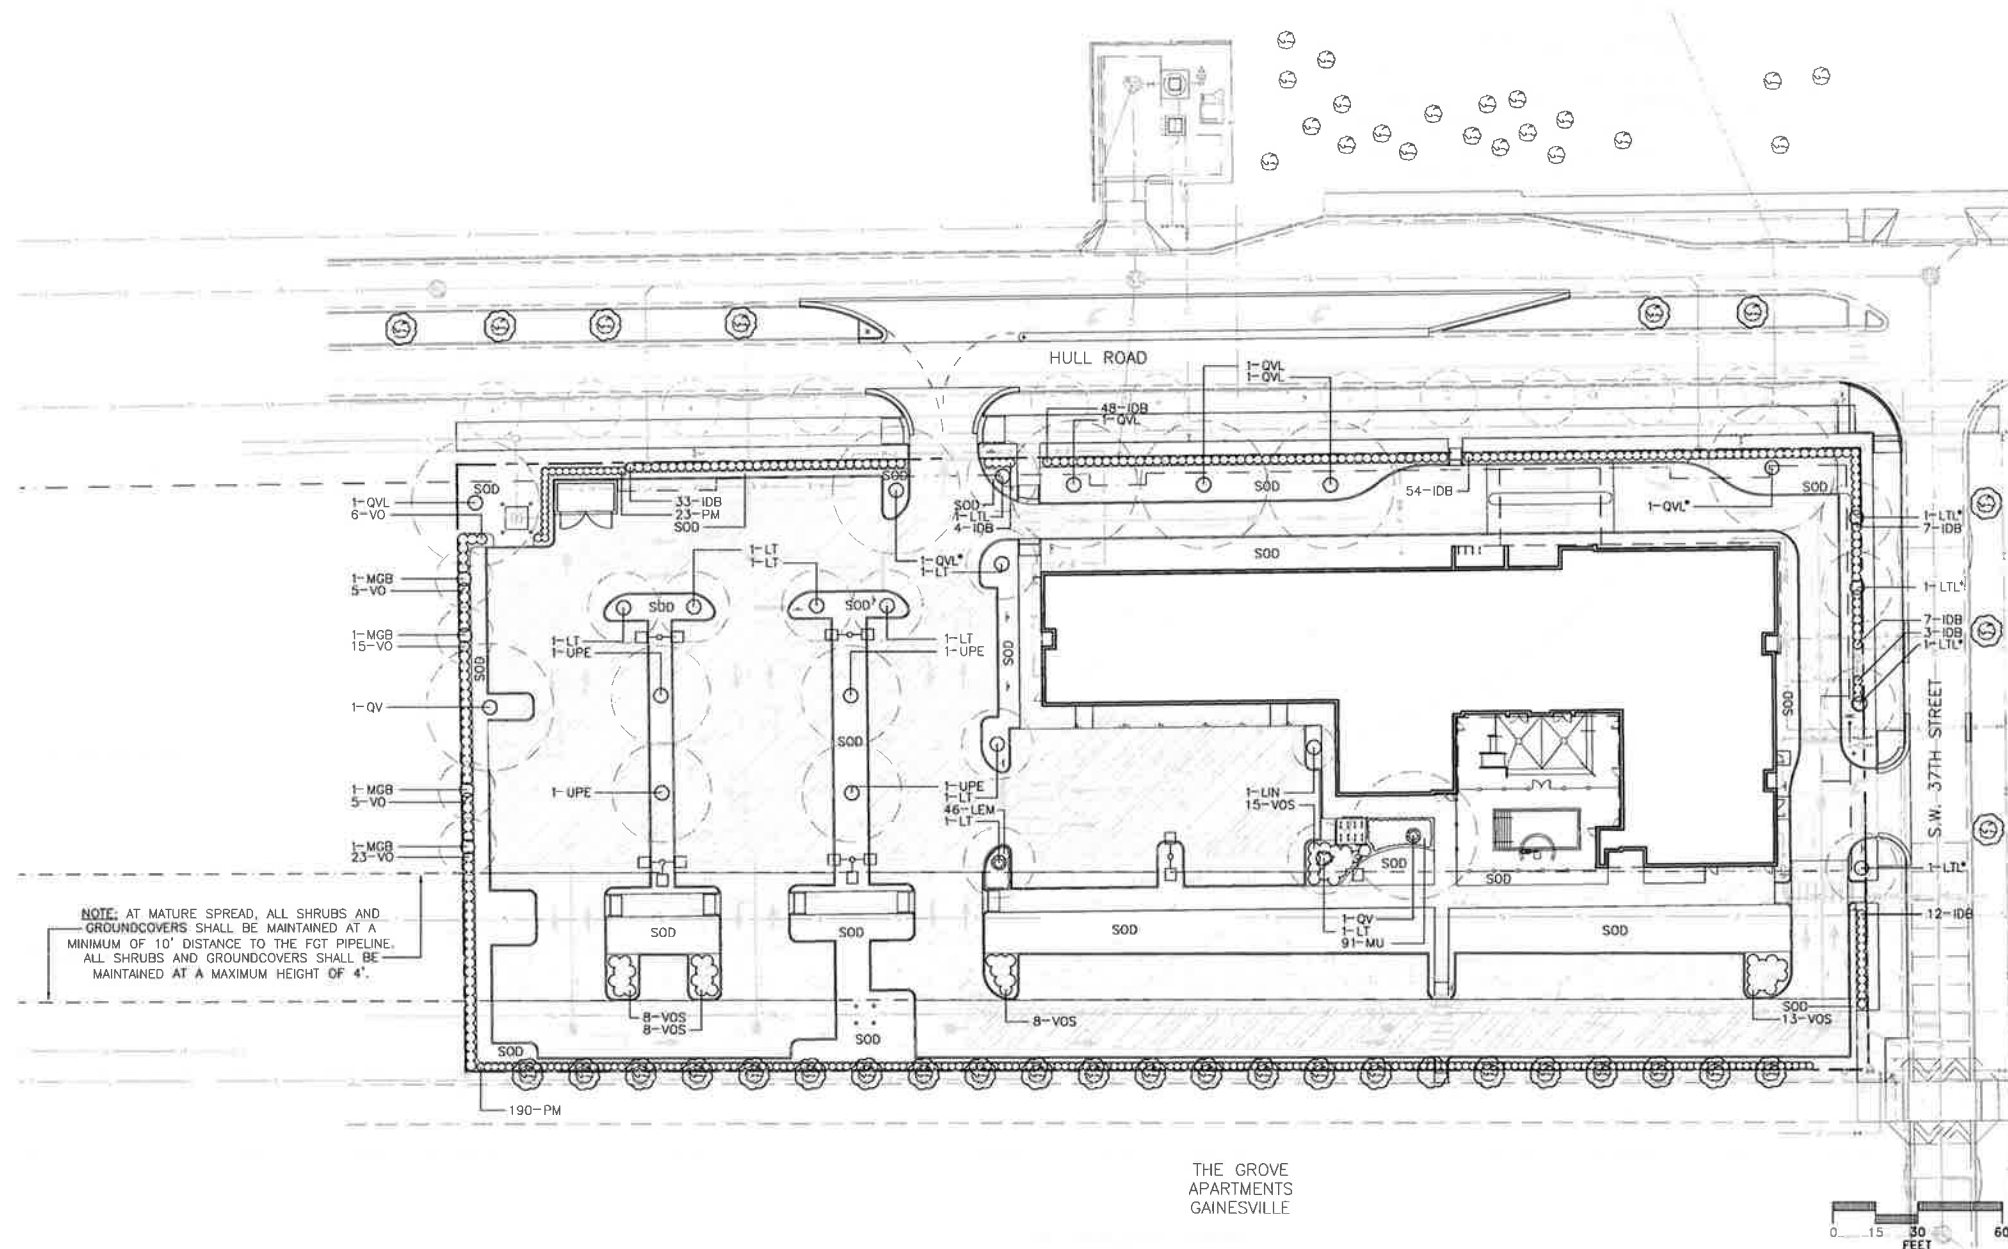 HULL ROAD
1-QVL
1-QVL
48-IDB
1-QVL
SOD
33-IDB
23-PM
SOD
SOD
SOD
1-LTL
4-IDB
SOD
54-IDB
1-QVL*
SOD
1-QVL
6-VO
1-LTL*
7-IDB
1-LT
1-LT
1-QVL*
1-LT
SOD
1-MGB
5-VO
1-LTL*
SOD
SOD
1-MGB
15-VO
1-LT
1-UPE
1-LT
1-UPE
7-IDB
3-IDB
1-LTL*
SOD
SOD
1-QV
SOD
SOD
S.W. 37TH STREET
1-MGB
5-VO
1-UPE
1-UPE
1-LT
46-LEM
1-LT
1-LIN
15-VOS
1-MGB
23-VO
SOD
SOD
1-LTL*
NOTE: AT MATURE SPREAD, ALL SHRUBS AND
GROUNDCOVERS SHALL BE MAINTAINED AT A
MINIMUM OF 10' DISTANCE TO THE FGT PIPELINE.
ALL SHRUBS AND GROUNDCOVERS SHALL BE
MAINTAINED AT A MAXIMUM HEIGHT OF 4'.
1-QV
1-LT
91-MU
12-IDB
SOD
SOD
SOD
SOD
8-VOS
8-VOS
8-VOS
SOD
13-VOS
SOD
SOD
190-PM
THE GROVE
APARTMENTS
GAINESVILLE
0 15 30 60
FEET